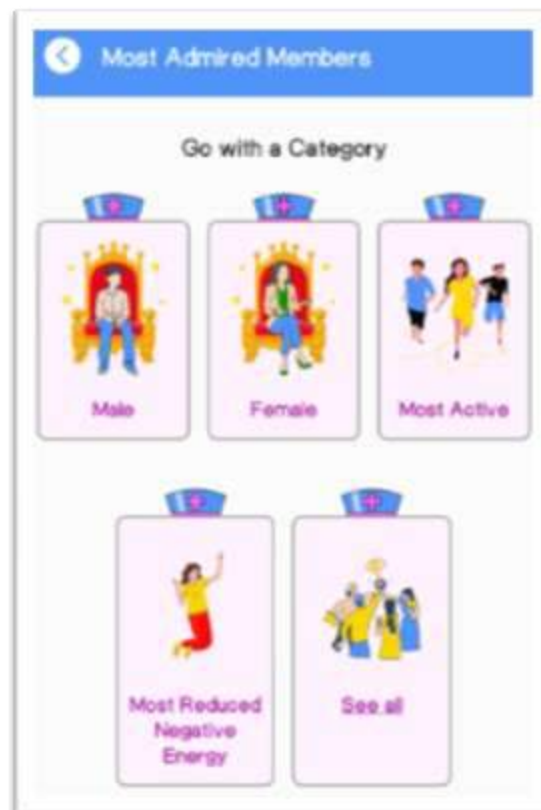 Most Admired Members
Go with a Category
Male
Female
Most Active
Most Reduced
Negative
Energy
See all